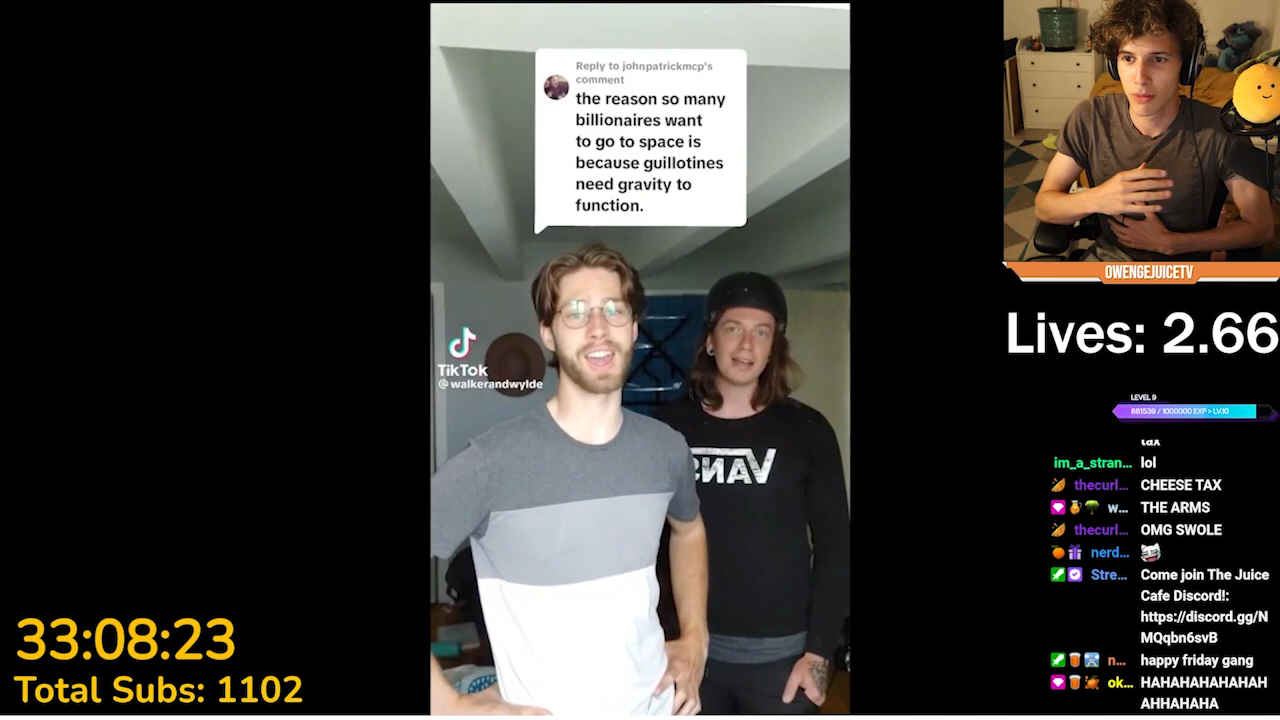 Reply to johnpatrickmcp's
comment
the reason so many
billionaires want
to go to space is
because guillotines
need gravity to
function.
TikTok
@walkerandwylde
VANS
33:08:23
Total Subs: 1102
OWENGEJUICETV
Lives: 2.66
LEVEL 9
681539 / 1000000 EXP > LV.10
tax
im_a_stran... lol
thecurl... CHEESE TAX
w... THE ARMS
thecurl... OMG SWOLE
nerd...
Stre... Come join The Juice
Cafe Discord!:
https://discord.gg/N
MQqbn6svB
n... happy friday gang
ok... HAHAHAHAHAHAH
AHHAHAHA